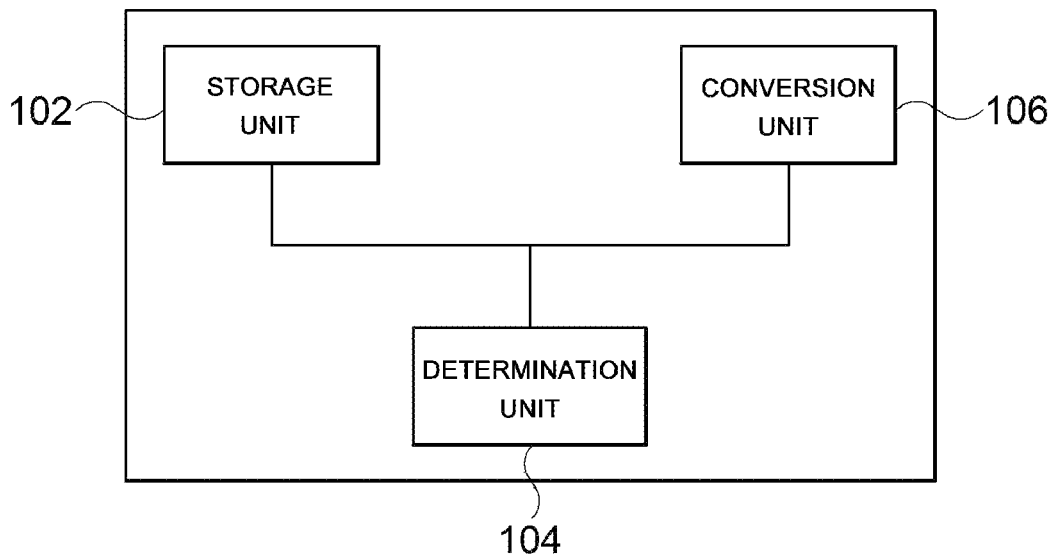 STORAGE
UNIT
102
CONVERSION
UNIT
106
DETERMINATION
UNIT
104